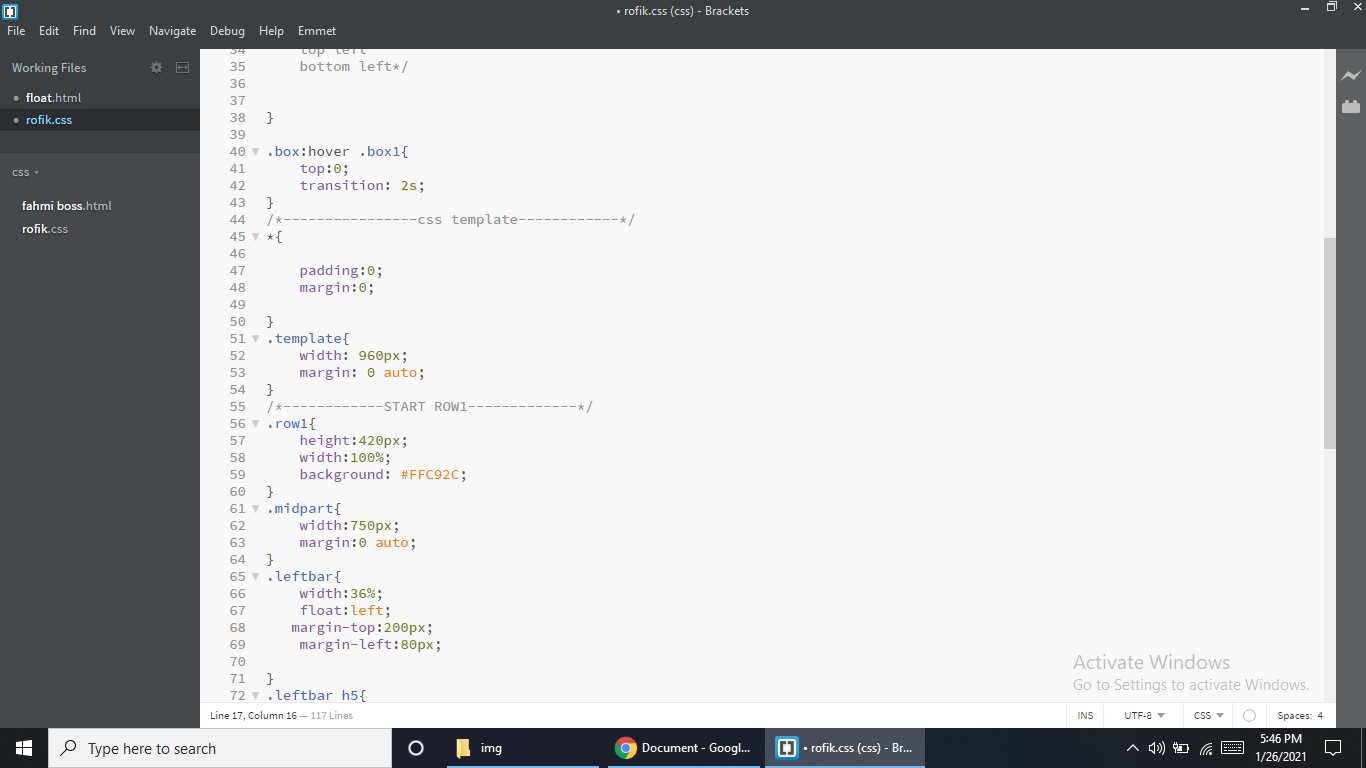 • rofik.css (css) - Brackets
File Edit Find View Navigate Debug Help Emmet
Working Files
• float.html
• rofik.css
css
fahmi boss.html
rofik.css
34 top left
35 bottom left*/
36
37
38 }
39
40 .box:hover .box1{
41 top:0;
42 transition: 2s;
43 }
44 /*----------------css template------------*/
45 *{
46
47 padding:0;
48 margin:0;
49
50 }
51 .template{
52 width: 960px;
53 margin: 0 auto;
54 }
55 /*------------START ROW1-------------*/
56 .row1{
57 height:420px;
58 width:100%;
59 background: #FFC92C;
60 }
61 .midpart{
62 width:750px;
63 margin:0 auto;
64 }
65 .leftbar{
66 width:36%;
67 float:left;
68 margin-top:200px;
69 margin-left:80px;
70
71 }
72 .leftbar h5{
Activate Windows
Go to Settings to activate Windows.
Line 17, Column 16 — 117 Lines
INS UTF-8 CSS Spaces: 4
Type here to search
img
Document - Googl...
• rofik.css (css) - Br...
5:46 PM
1/26/2021